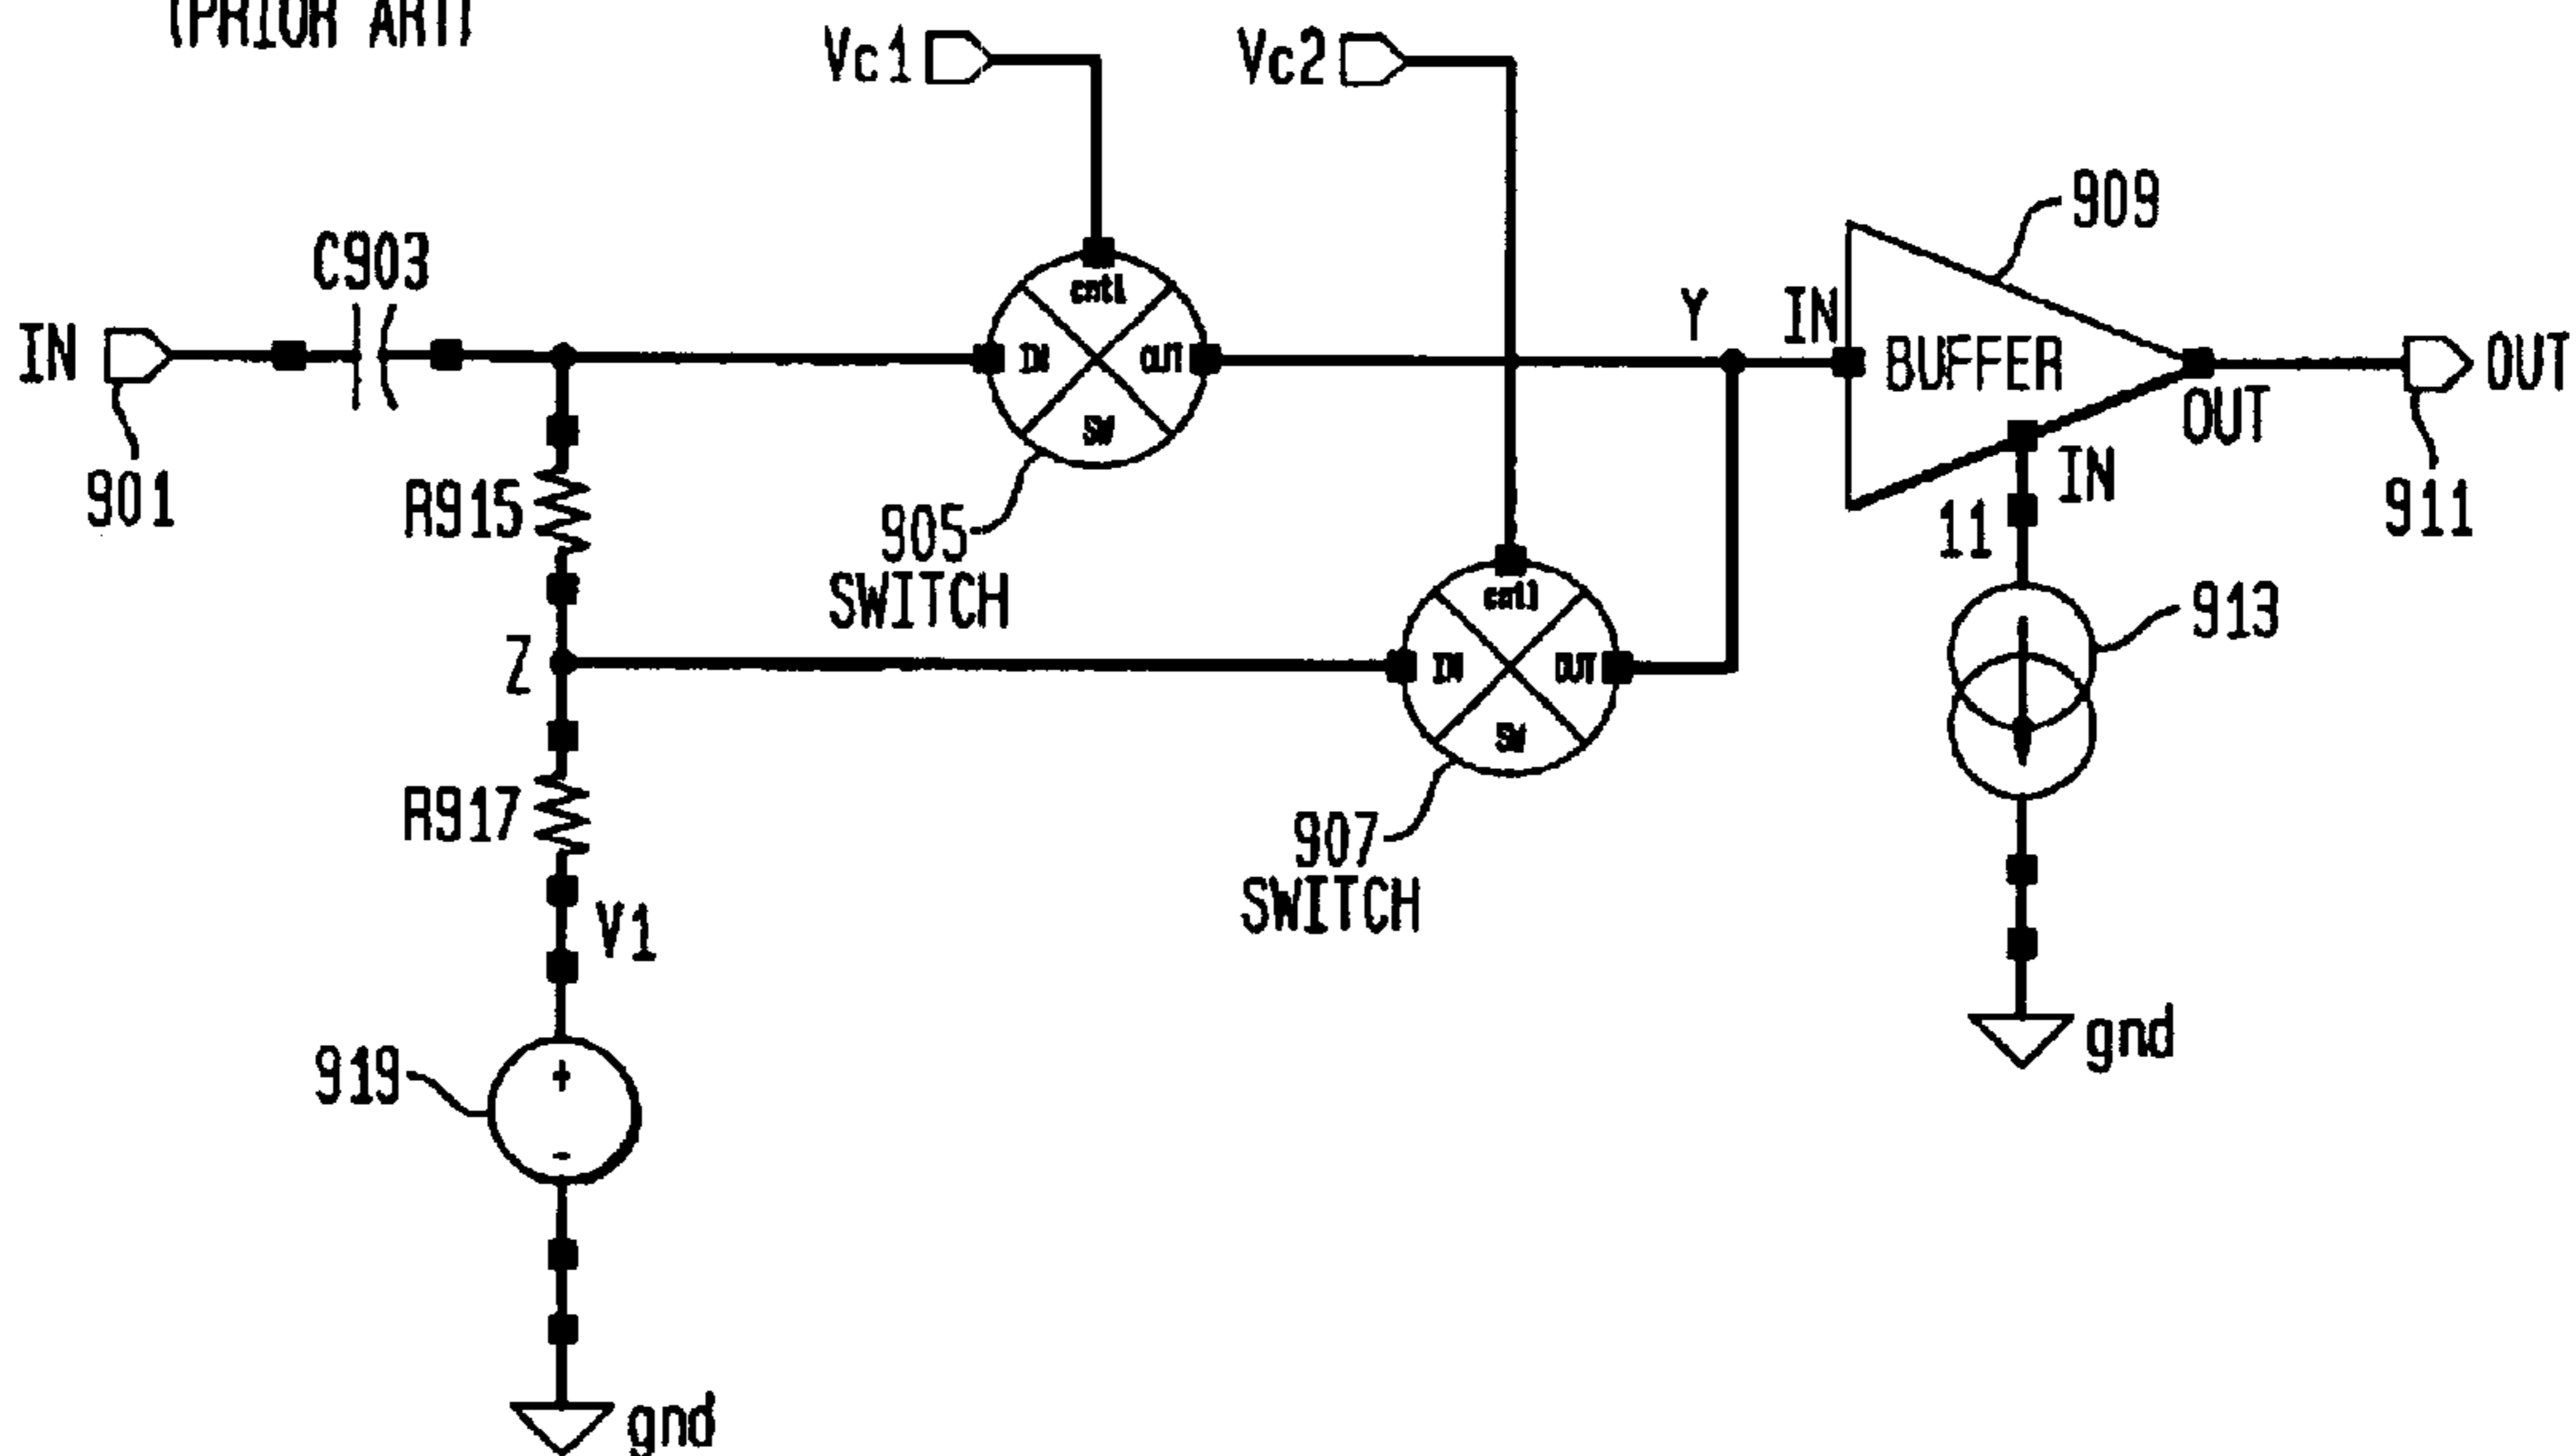 (PRIOR ART)
Vc1
Vc2
909
C903
IN
901
cntl
IN
OUT
SW
905
SWITCH
Y
IN
BUFFER
OUT
OUT
911
IN
11
R915
Z
cntl
IN
OUT
SW
907
SWITCH
913
R917
V1
919
+
-
gnd
gnd